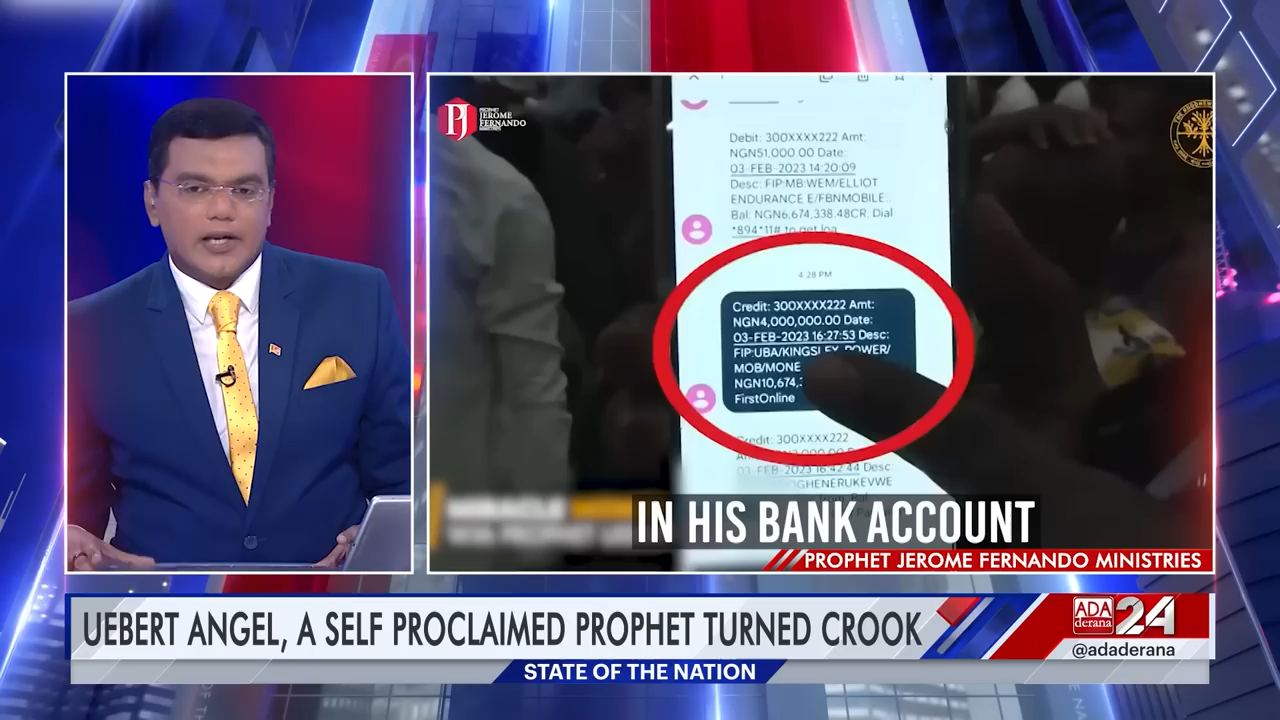 PJ
PROPHET
JEROME
FERNANDO
MINISTRIES
Debit: 300XXXX222 Amt:
NGN51,000.00 Date:
03-FEB-2023 14:20:09
Desc: FIP:MB:WEM/ELLIOT
ENDURANCE E/FBNMOBILE..
Bal: NGN6,674,338.48CR. Dial
*894*11# to get loa
4:28 PM
Credit: 300XXXX222 Amt:
NGN4,000,000.00 Date:
03-FEB-2023 16:27:53 Desc:
FIP:UBA/KINGSLEY POWER/
MOB/MONE
NGN10,674,
FirstOnline
Credit: 300XXXX222
03-FEB-2023 16:42:44 Desc:
OGHENERUKEVWE
MIRACLE
IN HIS BANK ACCOUNT
PROPHET JEROME FERNANDO MINISTRIES
UEBERT ANGEL, A SELF PROCLAIMED PROPHET TURNED CROOK
ADA
derana
24
@adaderana
STATE OF THE NATION